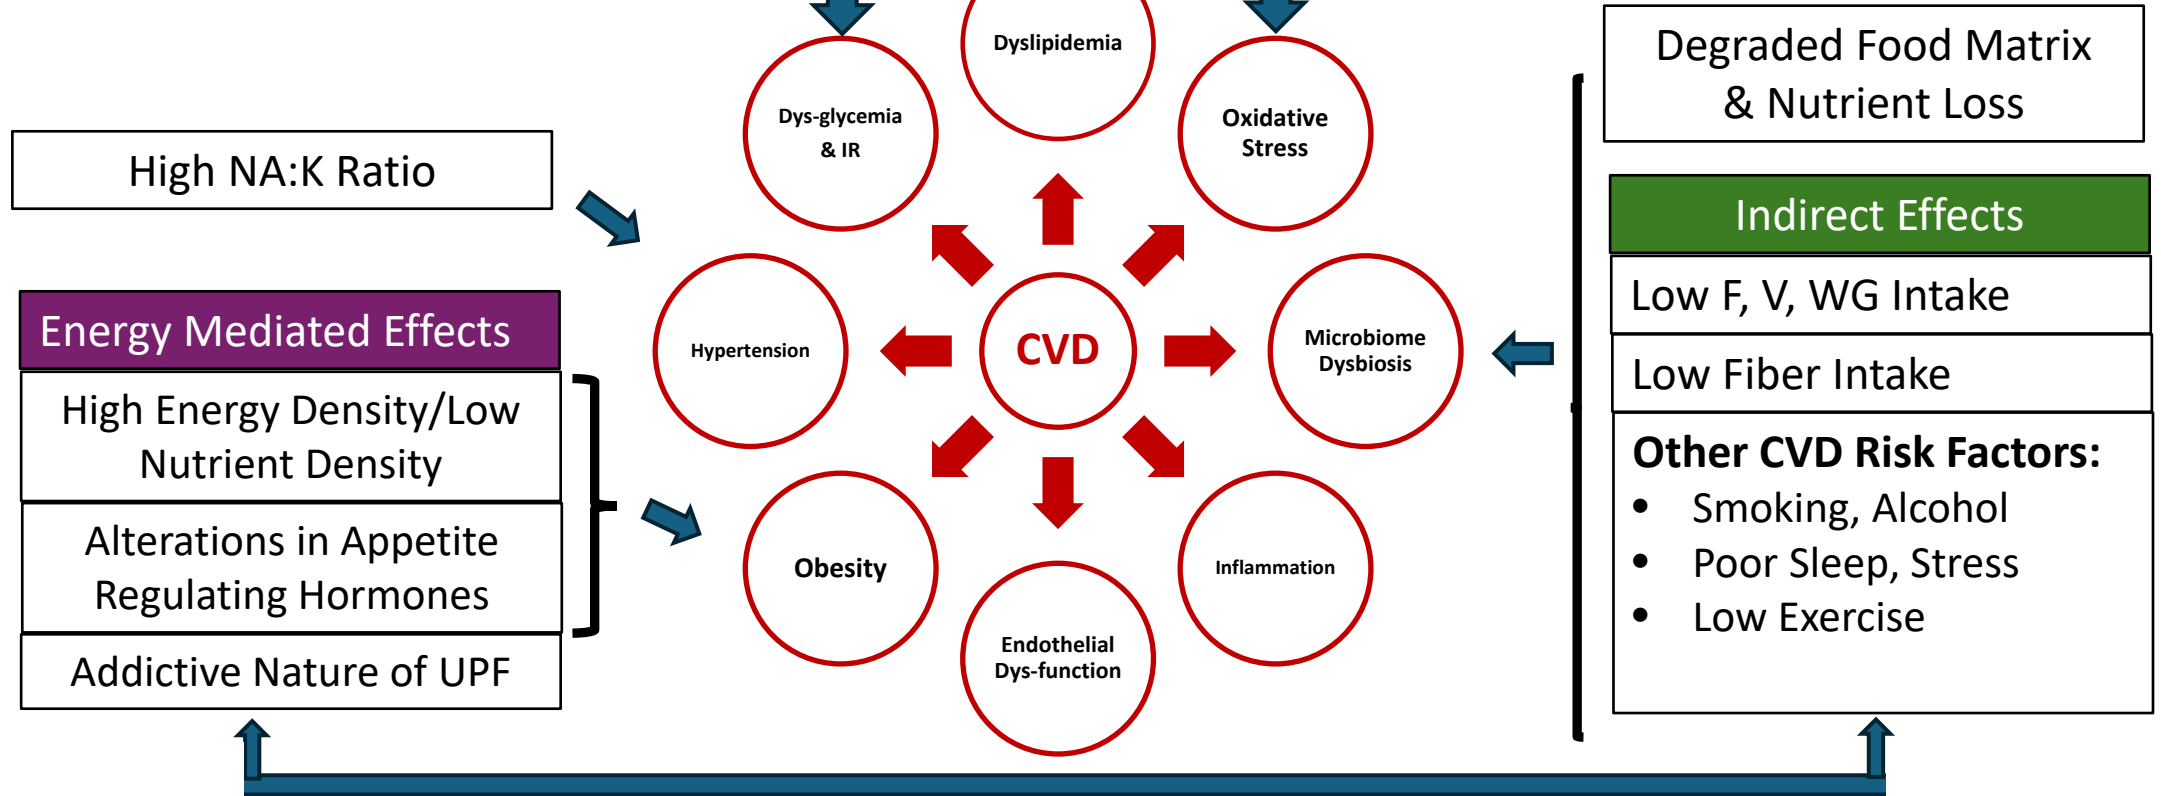 High NA:K Ratio
Energy Mediated Effects
High Energy Density/Low
Nutrient Density
Alterations in Appetite
Regulating Hormones
Addictive Nature of UPF
Dyslipidemia
Dys-glycemia
& IR
Oxidative
Stress
Hypertension
CVD
Microbiome
Dysbiosis
Obesity
Inflammation
Endothelial
Dys-function
Degraded Food Matrix
& Nutrient Loss
Indirect Effects
Low F, V, WG Intake
Low Fiber Intake
Other CVD Risk Factors:
• Smoking, Alcohol
• Poor Sleep, Stress
• Low Exercise